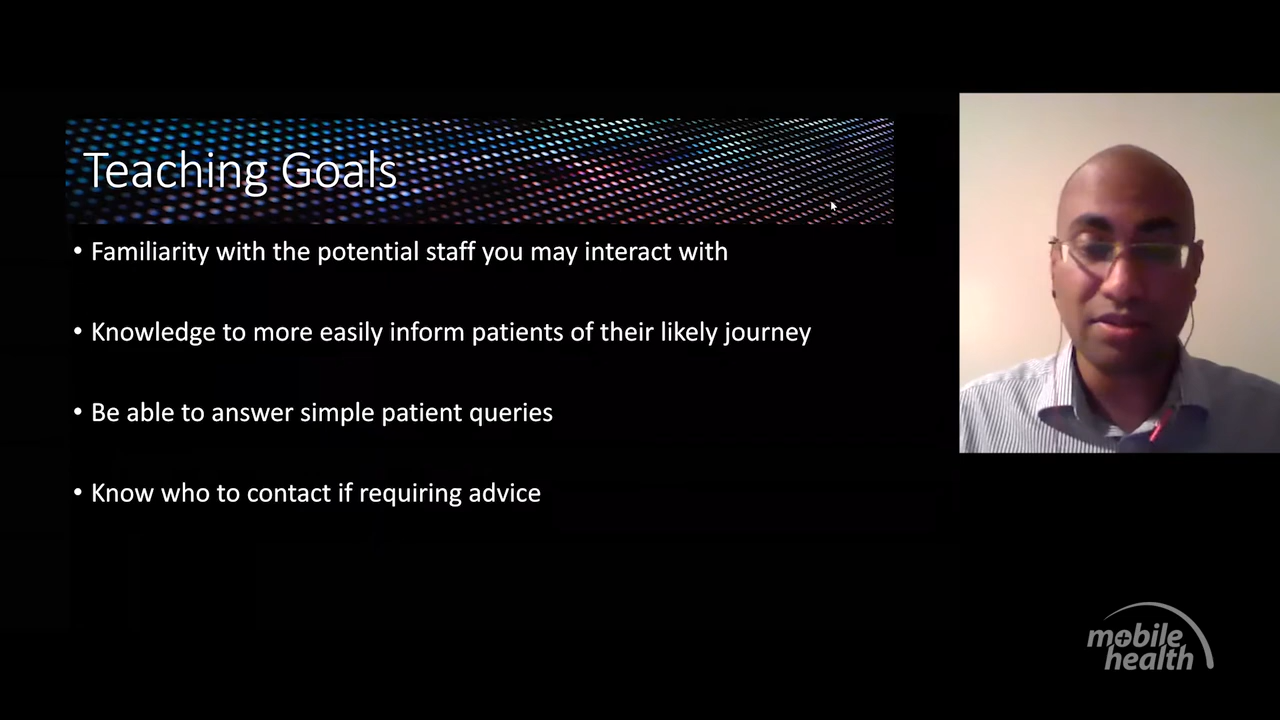 Teaching Goals
• Familiarity with the potential staff you may interact with
• Knowledge to more easily inform patients of their likely journey
• Be able to answer simple patient queries
• Know who to contact if requiring advice
mobile
health